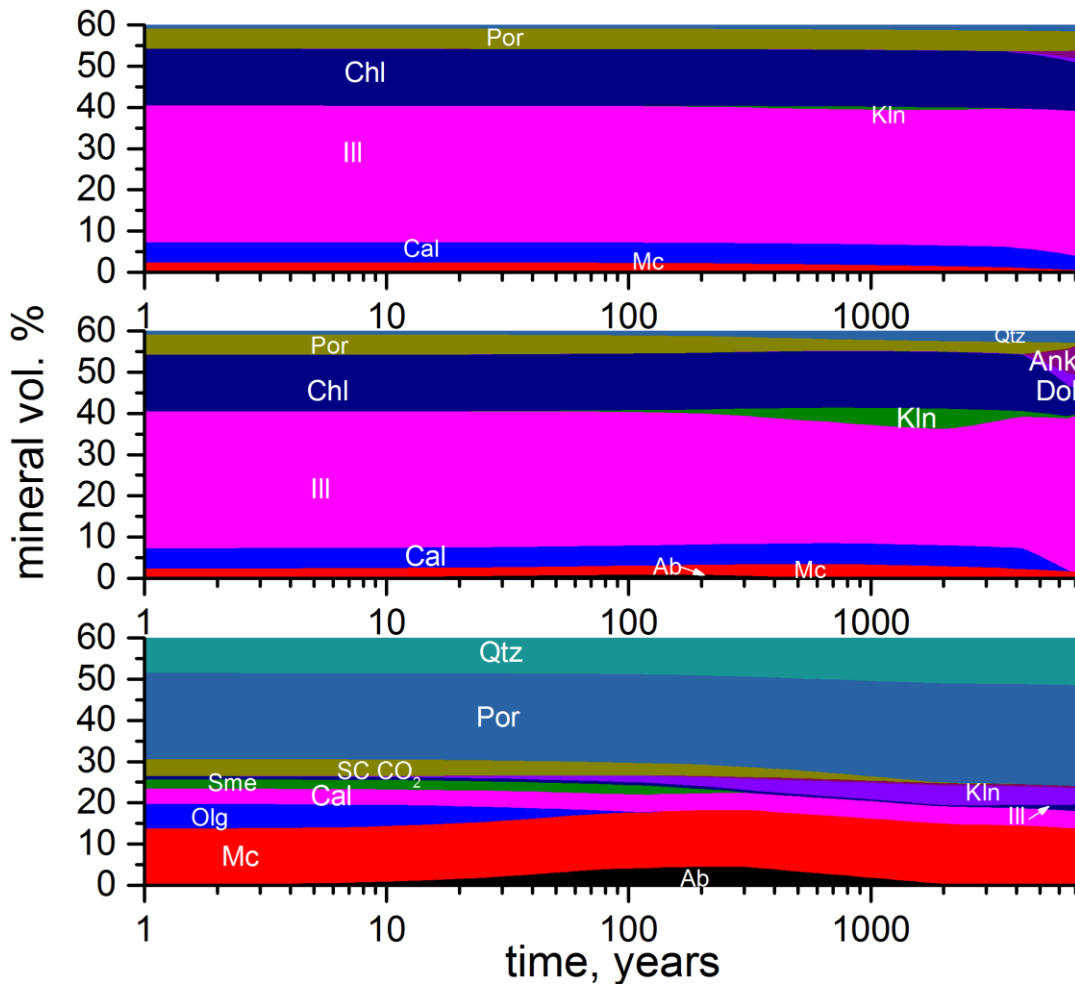 mineral vol. %
60
Por
50
Chl
40
Kln
30
Ill
20
10
Cal
Mc
0
1 10 100 1000
60
Qtz
Por
50
Ank
Chl
Dol
40
Kln
30
Ill
20
10
Cal
Ab
Mc
0
1 10 100 1000
60
Qtz
50
Por
40
30
SC CO₂
Sme
Cal
Kln
20
Olg
Ill
10
Mc
Ab
0
1 10 100 1000
time, years